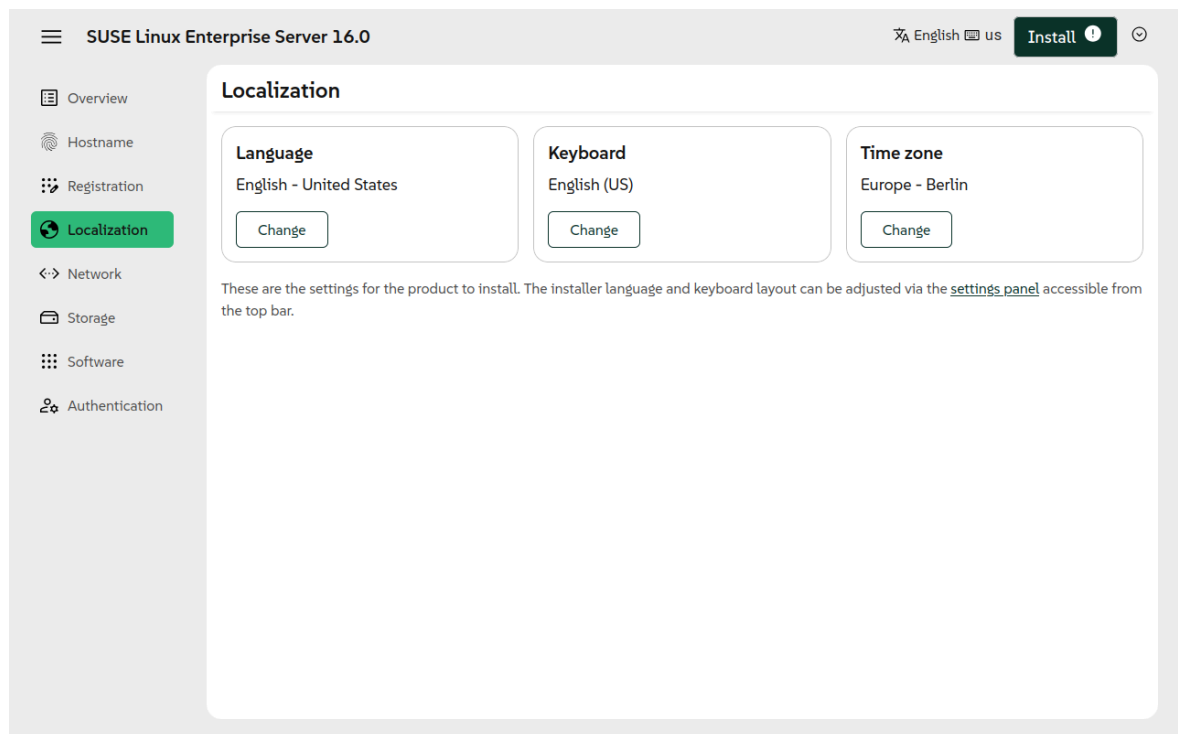 SUSE Linux Enterprise Server 16.0
English us
Install !
Overview
Hostname
Registration
Localization
Network
Storage
Software
Authentication
Localization
Language
English - United States
Change
Keyboard
English (US)
Change
Time zone
Europe - Berlin
Change
These are the settings for the product to install. The installer language and keyboard layout can be adjusted via the settings panel accessible from
the top bar.